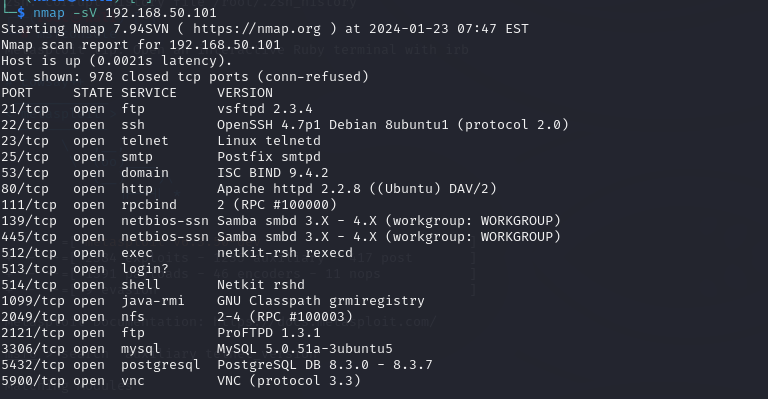 └─$ nmap -sV 192.168.50.101
Starting Nmap 7.94SVN ( https://nmap.org ) at 2024-01-23 07:47 EST
Nmap scan report for 192.168.50.101
Host is up (0.0021s latency).
Not shown: 978 closed tcp ports (conn-refused)
PORT     STATE SERVICE     VERSION
21/tcp   open  ftp         vsftpd 2.3.4
22/tcp   open  ssh         OpenSSH 4.7p1 Debian 8ubuntu1 (protocol 2.0)
23/tcp   open  telnet      Linux telnetd
25/tcp   open  smtp        Postfix smtpd
53/tcp   open  domain      ISC BIND 9.4.2
80/tcp   open  http        Apache httpd 2.2.8 ((Ubuntu) DAV/2)
111/tcp  open  rpcbind     2 (RPC #100000)
139/tcp  open  netbios-ssn Samba smbd 3.X - 4.X (workgroup: WORKGROUP)
445/tcp  open  netbios-ssn Samba smbd 3.X - 4.X (workgroup: WORKGROUP)
512/tcp  open  exec        netkit-rsh rexecd
513/tcp  open  login?
514/tcp  open  shell       Netkit rshd
1099/tcp open  java-rmi    GNU Classpath grmiregistry
2049/tcp open  nfs         2-4 (RPC #100003)
2121/tcp open  ftp         ProFTPD 1.3.1
3306/tcp open  mysql       MySQL 5.0.51a-3ubuntu5
5432/tcp open  postgresql  PostgreSQL DB 8.3.0 - 8.3.7
5900/tcp open  vnc         VNC (protocol 3.3)